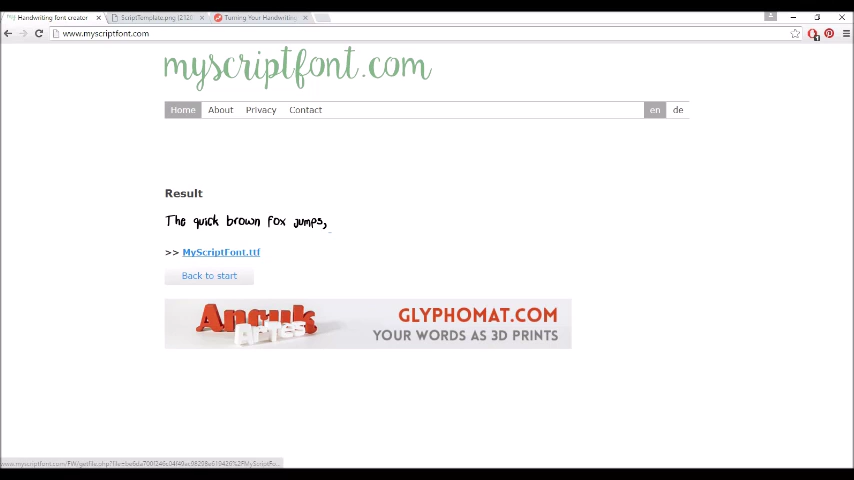 Handwriting font creator
ScriptTemplate.png (2120
Turning Your Handwriting
www.myscriptfont.com
myscriptfont.com
Home About Privacy Contact en de
Result
The quick brown fox jumps,
>> MyScriptFont.ttf
Back to start
GLYPHOMAT.COM
YOUR WORDS AS 3D PRINTS